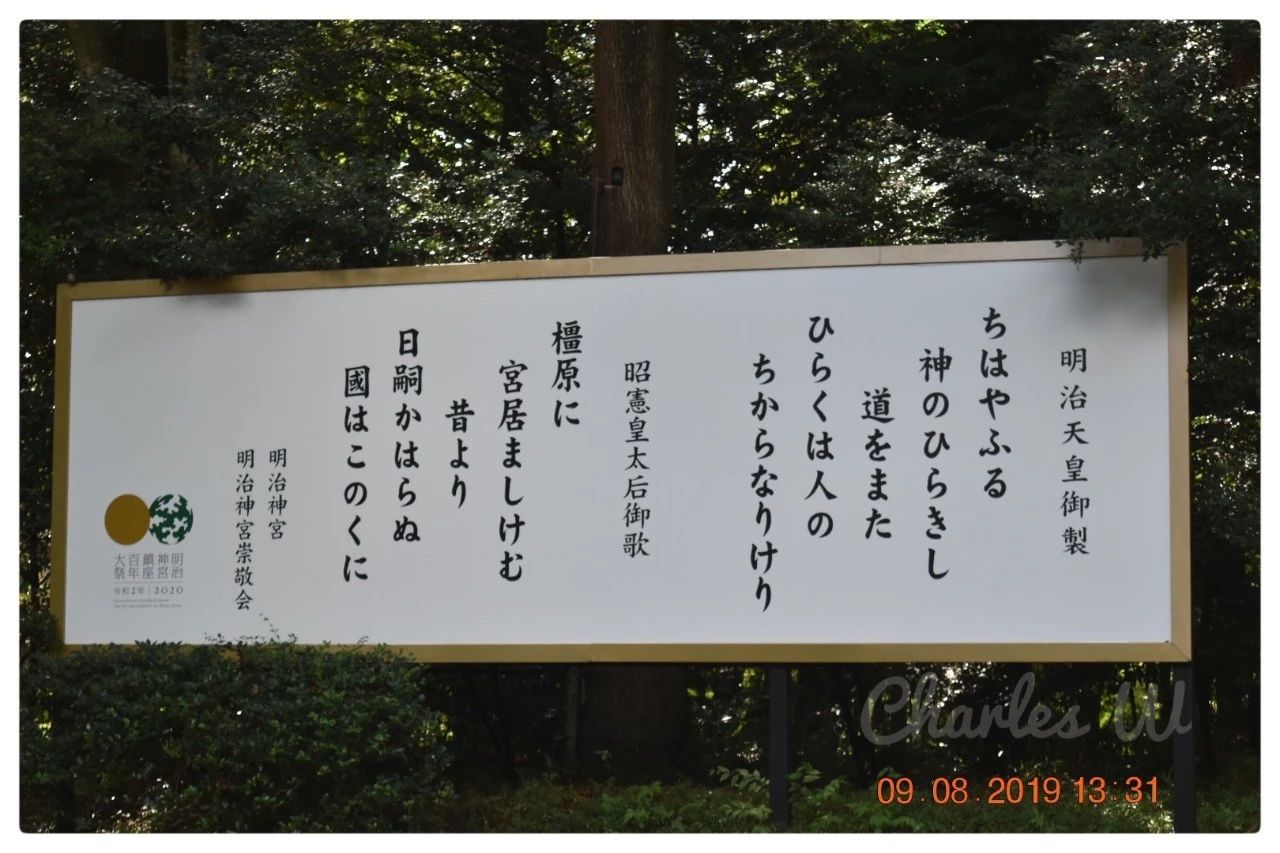 明治天皇御製
ちはやふる
神のひらきし
道をまた
ひらくは人の
ちからなりけり
昭憲皇太后御歌
橿原に
宮居ましけむ
昔より
日嗣かはらぬ
國はこのくに
明治神宮
明治神宮崇敬会
明治
神宮
鎮座
百年
大祭
令和2年 | 2020
Charles W
09.08.2019 13:31